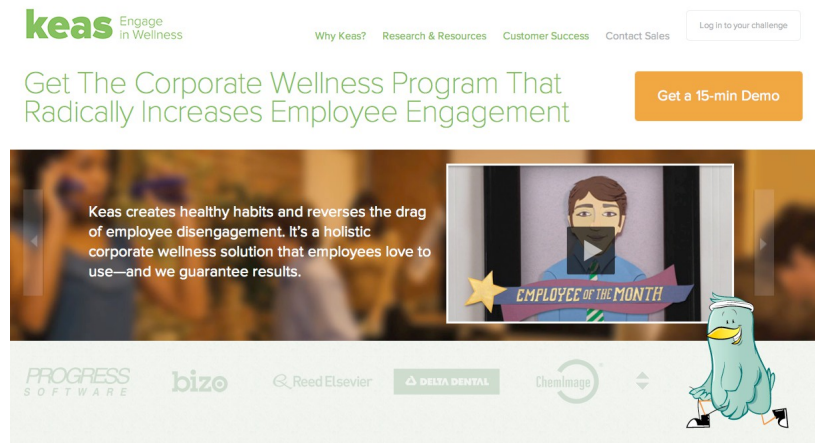 keas Engage
in Wellness
Why Keas? Research & Resources Customer Success Contact Sales Log in to your challenge
Get The Corporate Wellness Program That
Radically Increases Employee Engagement
Get a 15-min Demo
Keas creates healthy habits and reverses the drag
of employee disengagement. It's a holistic
corporate wellness solution that employees love to
use—and we guarantee results.
EMPLOYEE OF THE MONTH
PROGRESS
SOFTWARE
bizo
Reed Elsevier
DELTA DENTAL
ChemImage